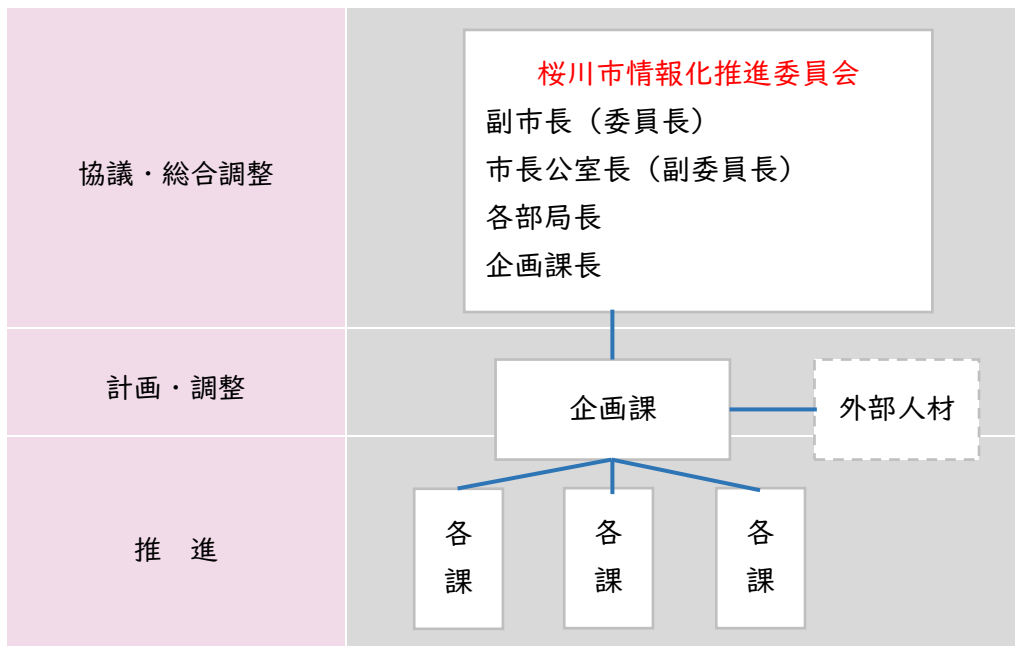 協議・総合調整
桜川市情報化推進委員会
副市長（委員長）
市長公室長（副委員長）
各部局長
企画課長
計画・調整
企画課
外部人材
推　進
各
課
各
課
各
課